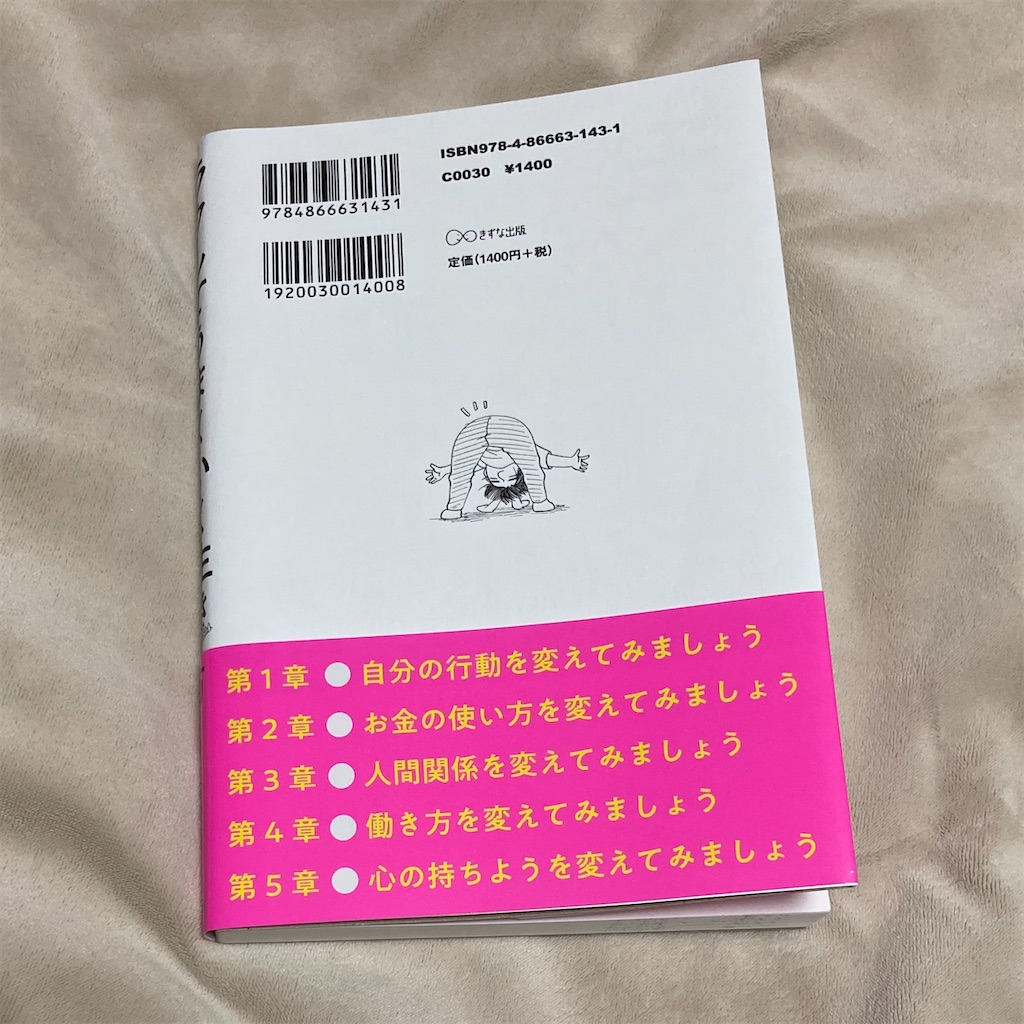 9784866631431
1920030014008
ISBN978-4-86663-143-1
C0030 ¥1400
きずな出版
定価(1400円+税)
第1章 ● 自分の行動を変えてみましょう
第2章 ● お金の使い方を変えてみましょう
第3章 ● 人間関係を変えてみましょう
第4章 ● 働き方を変えてみましょう
第5章 ● 心の持ちようを変えてみましょう